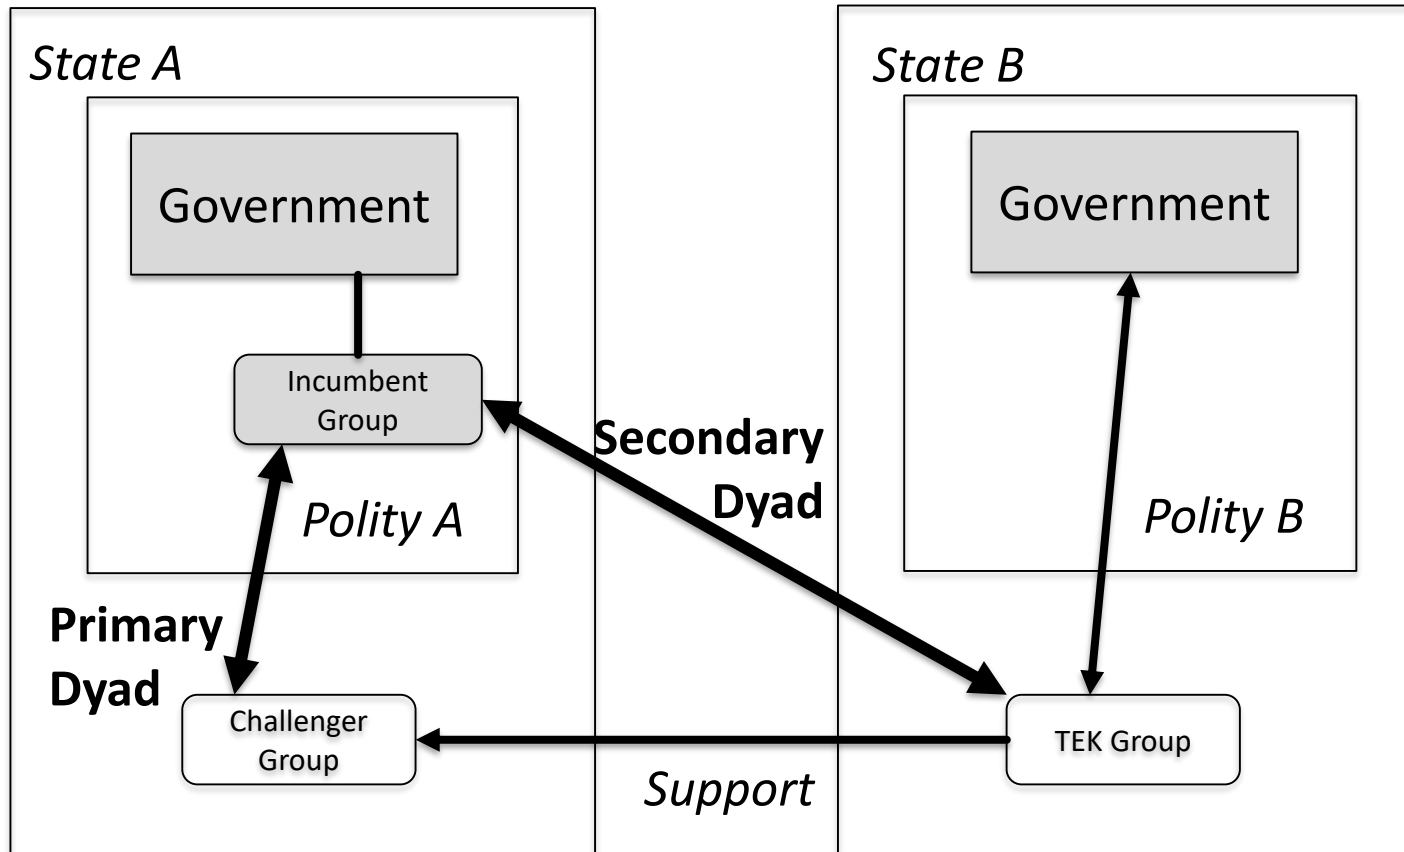 State A
Government
Incumbent
Group
Polity A
Primary
Dyad
Challenger
Group
Secondary
Dyad
Support
State B
Government
Polity B
TEK Group